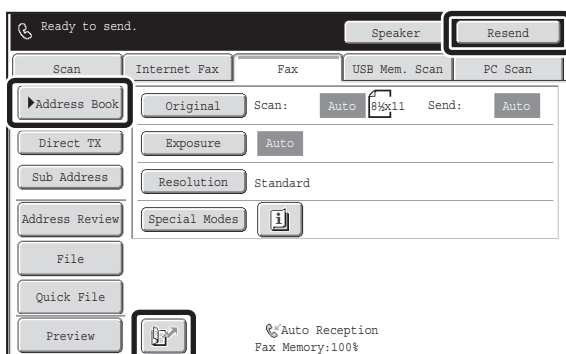 Ready to send.
Speaker
Resend
Scan
Internet Fax
Fax
USB Mem. Scan
PC Scan
Address Book
Original
Scan:
Auto
8½x11
Send:
Auto
Direct TX
Exposure
Auto
Sub Address
Resolution
Standard
Address Review
Special Modes
File
Quick File
Preview
Auto Reception
Fax Memory:100%